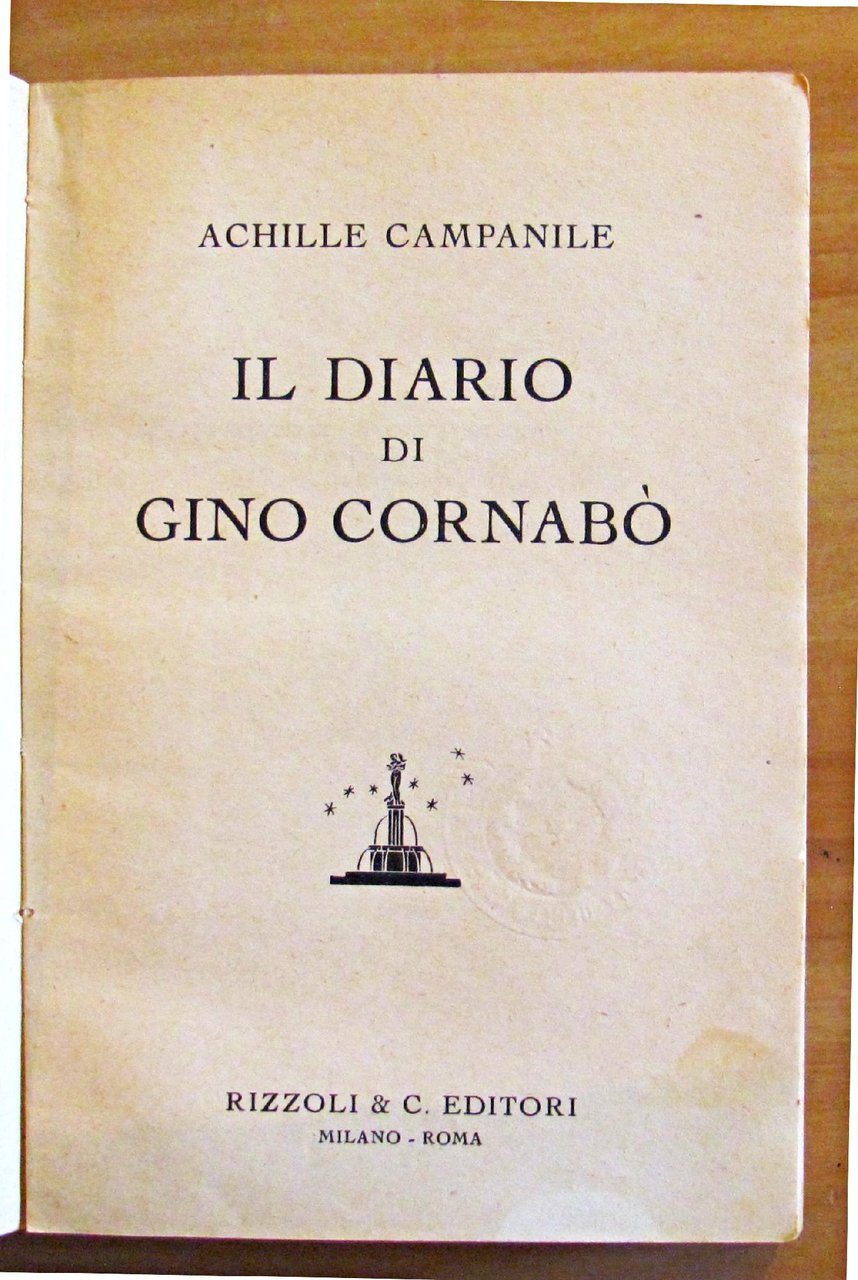 ACHILLE CAMPANILE
IL DIARIO
DI
GINO CORNABÒ
RIZZOLI & C. EDITORI
MILANO - ROMA